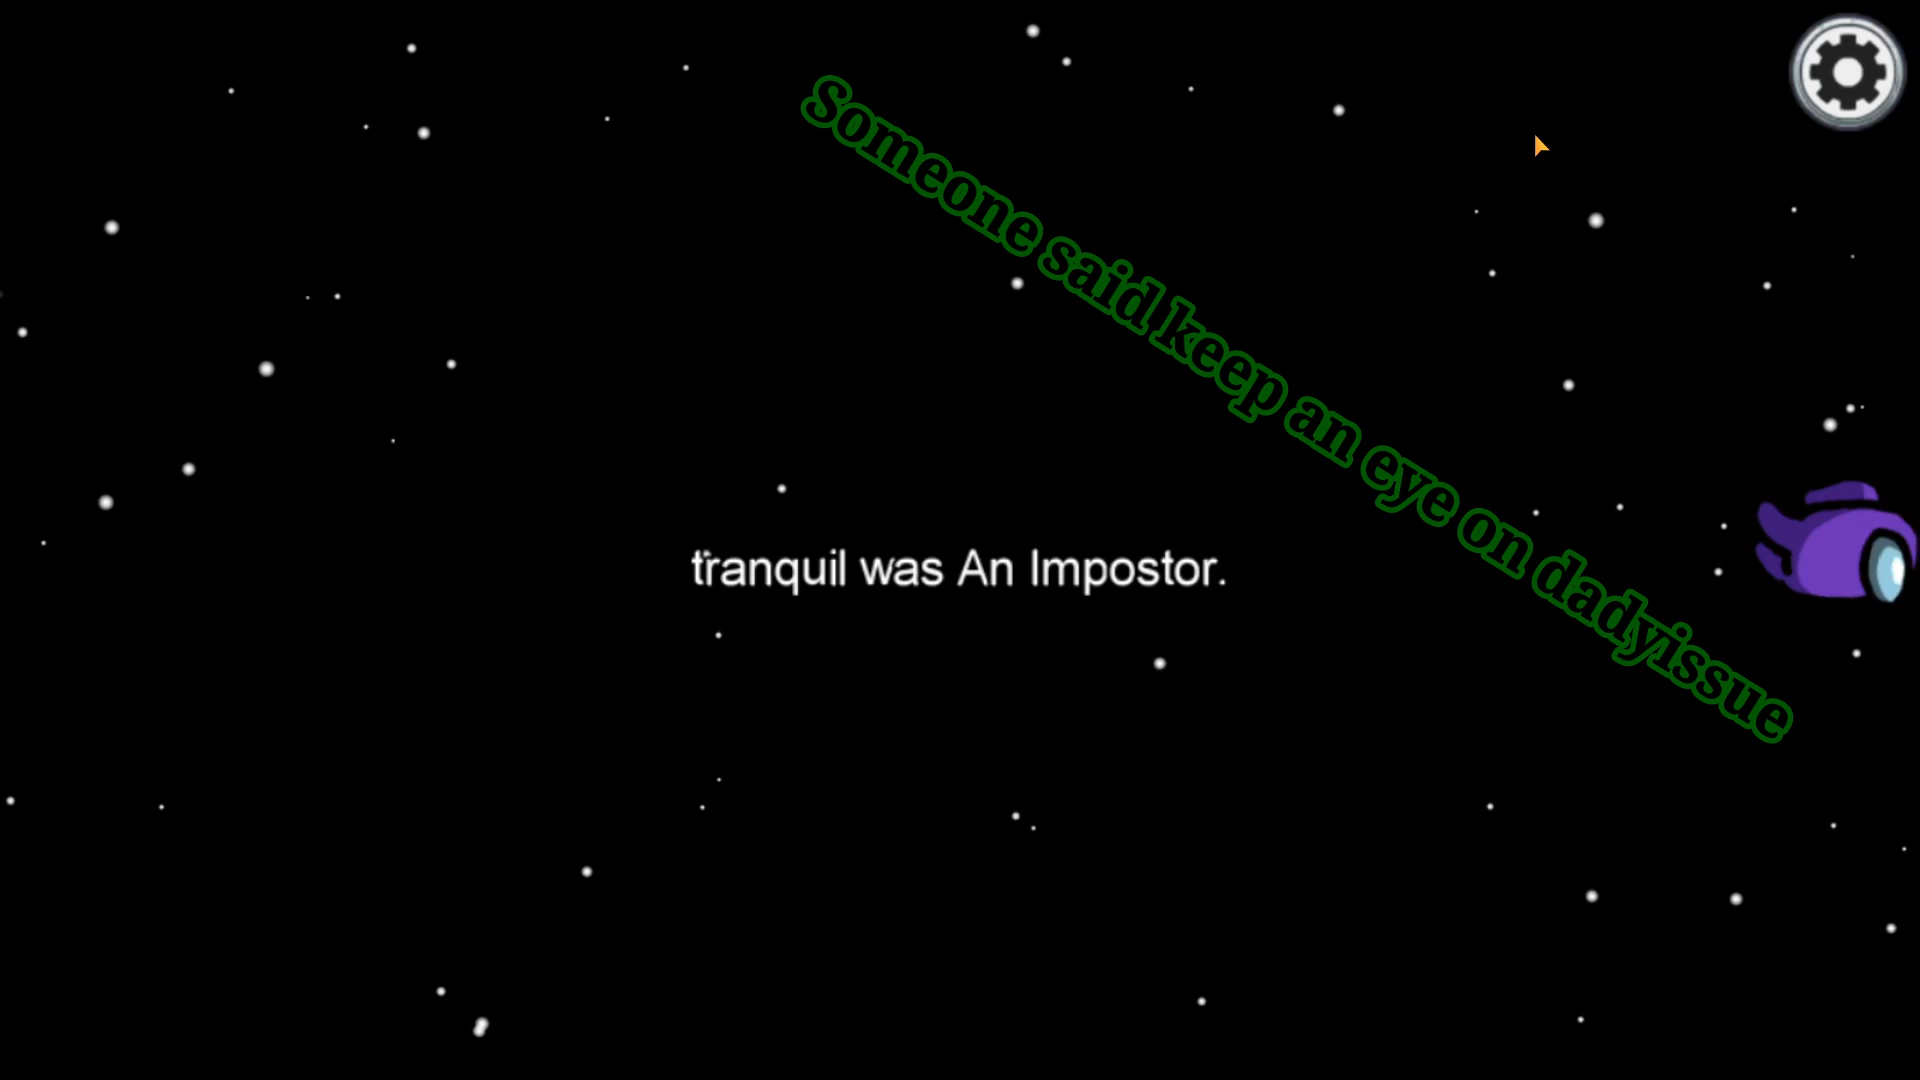 Someone said keep an eye on dadyissue
tranquil was An Impostor.